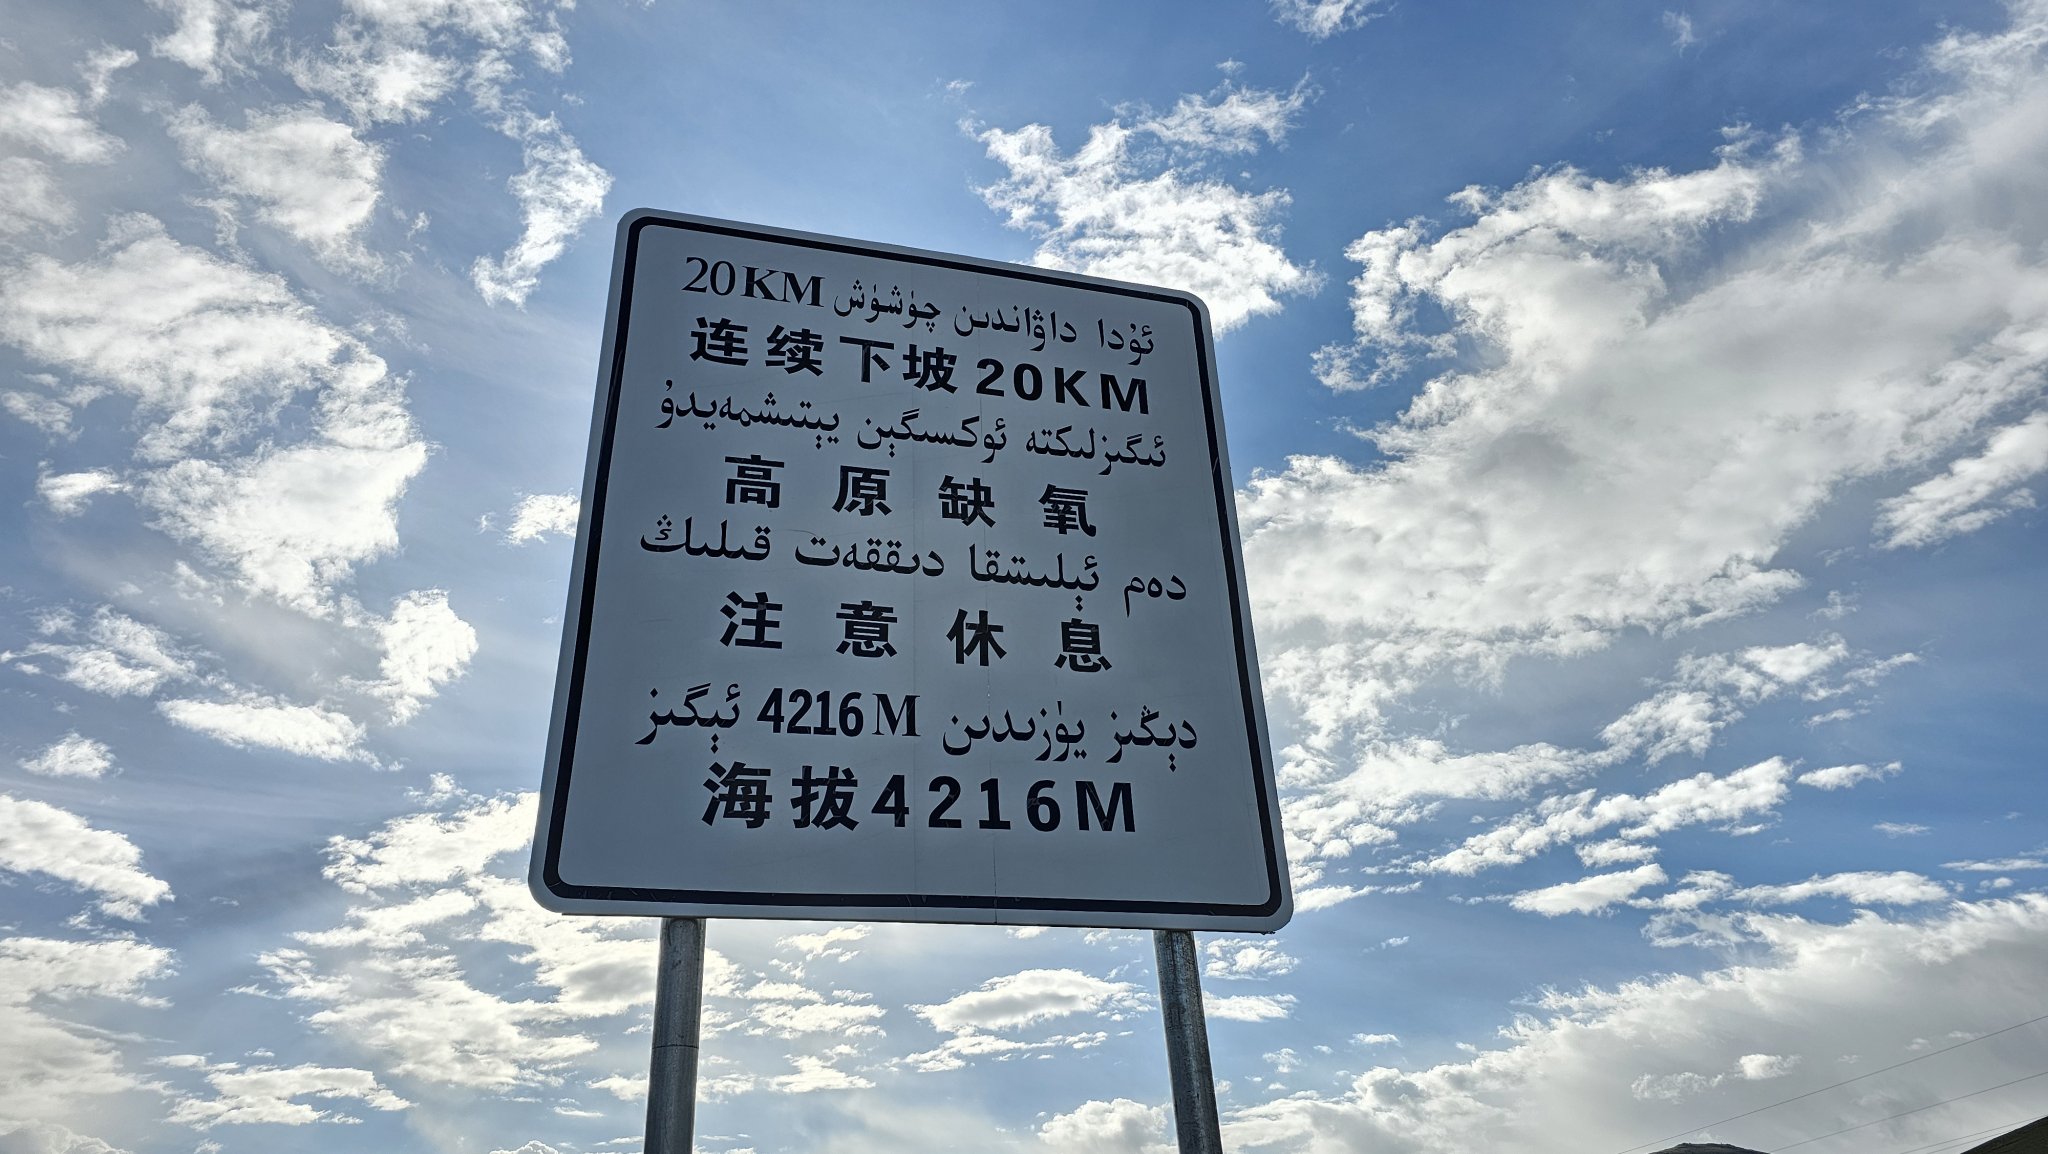 ئۇدا داۋاندىن چۈشۈش 20KM
连续下坡20KM
ئىگىزلىكتە ئوكسىگېن يېتىشمەيدۇ
高原缺氧
دەم ئېلىشقا دىققەت قىلىڭ
注意休息
دېڭىز يۈزىدىن 4216M ئېگىز
海拔4216M